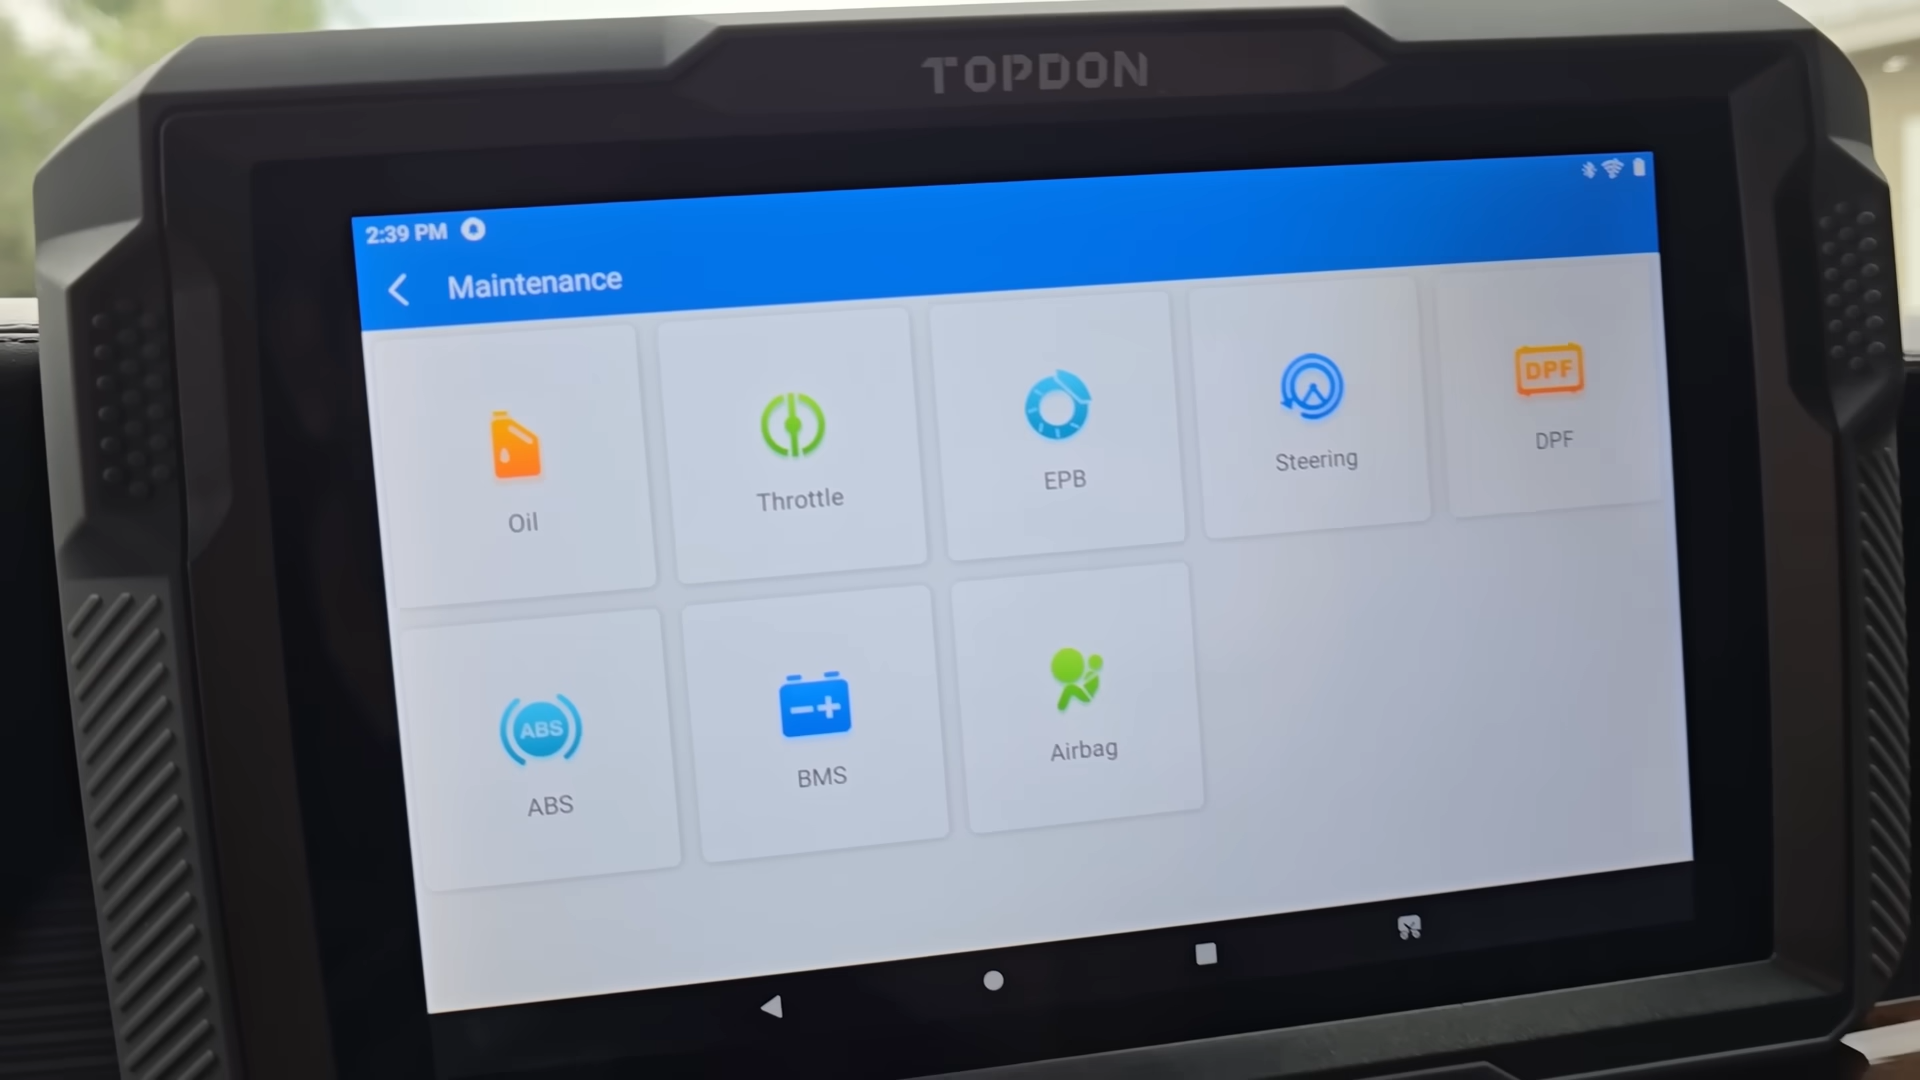 TOPDON
2:39 PM
Maintenance
Oil
Throttle
EPB
Steering
DPF
DPF
ABS
ABS
BMS
Airbag